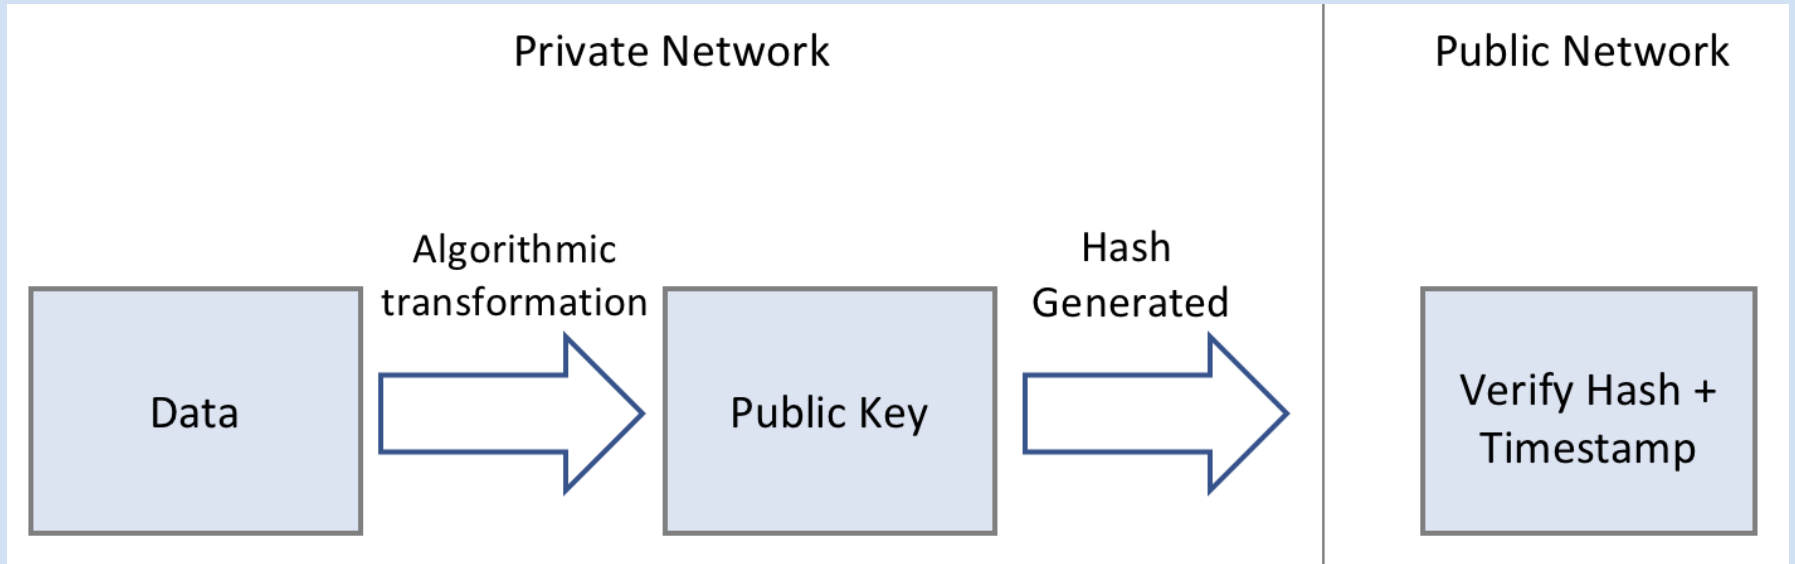 Private Network
Public Network
Algorithmic
transformation
Hash
Generated
Data
Public Key
Verify Hash +
Timestamp